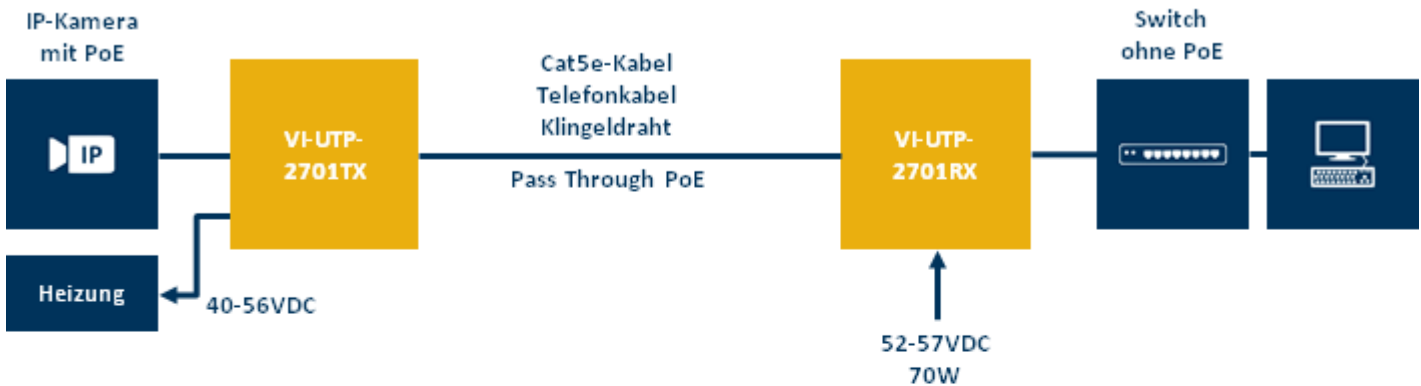 IP-Kamera
mit PoE
IP
VI-UTP-
2701TX
Heizung
40-56VDC
Cat5e-Kabel
Telefonkabel
Klingeldraht
Pass Through PoE
VI-UTP-
2701RX
52-57VDC
70W
Switch
ohne PoE